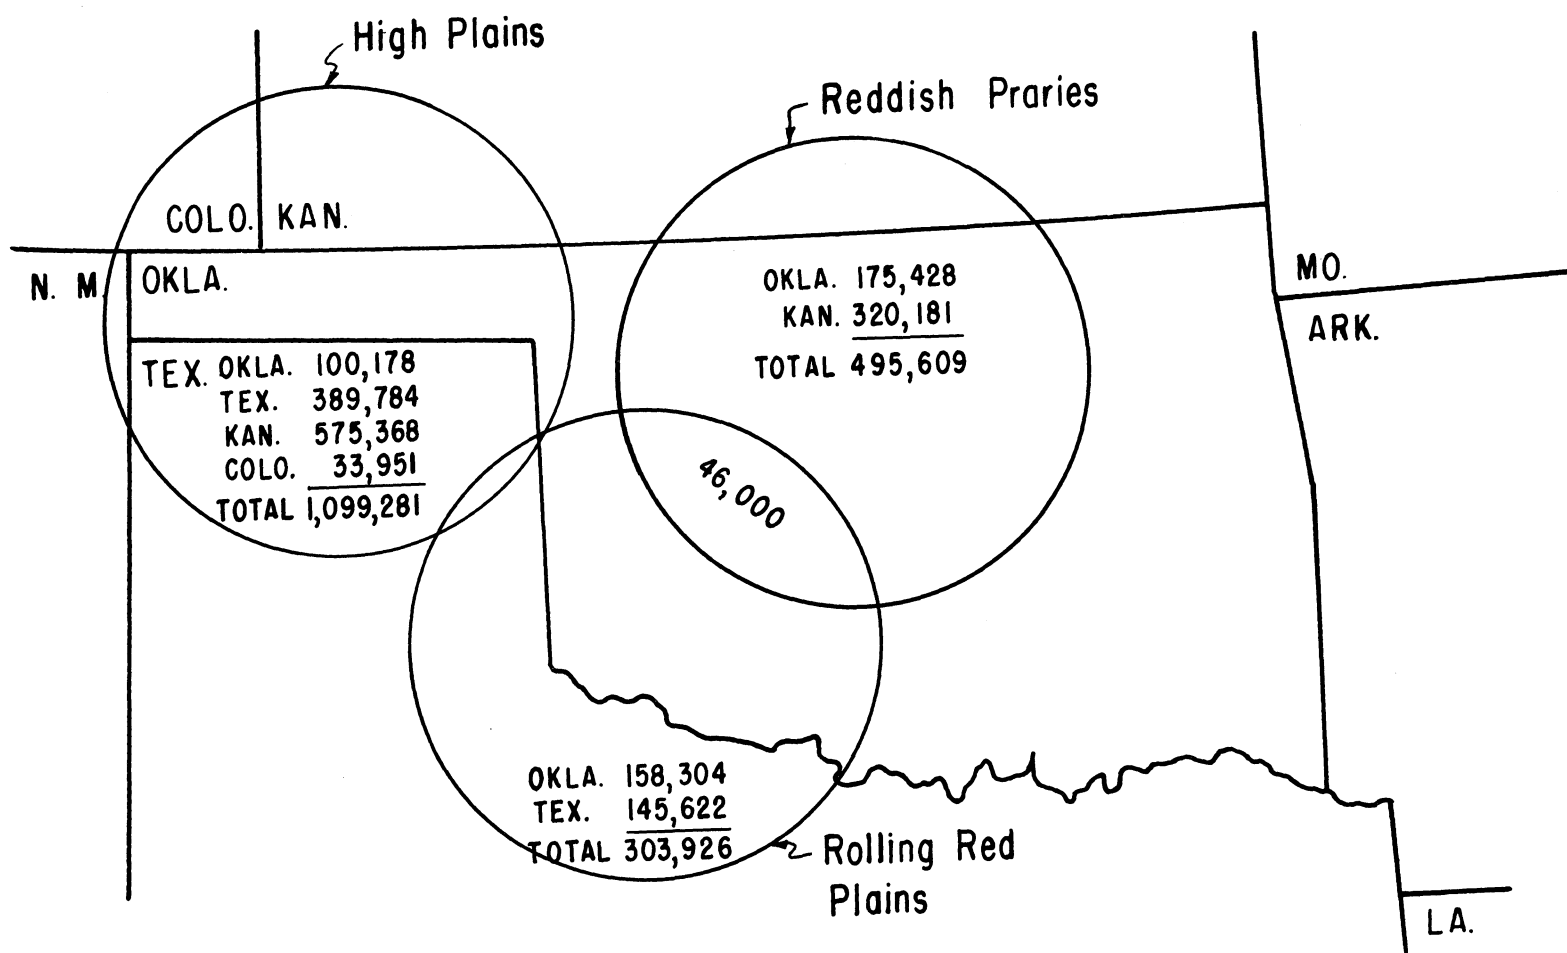 High Plains
Reddish Praries
COLO. KAN.
N. M. OKLA.
MO.
ARK.
OKLA. 175,428
KAN. 320,181
TOTAL 495,609
TEX. OKLA. 100,178
TEX. 389,784
KAN. 575,368
COLO. 33,951
TOTAL 1,099,281
46,000
OKLA. 158,304
TEX. 145,622
TOTAL 303,926
Rolling Red
Plains
LA.